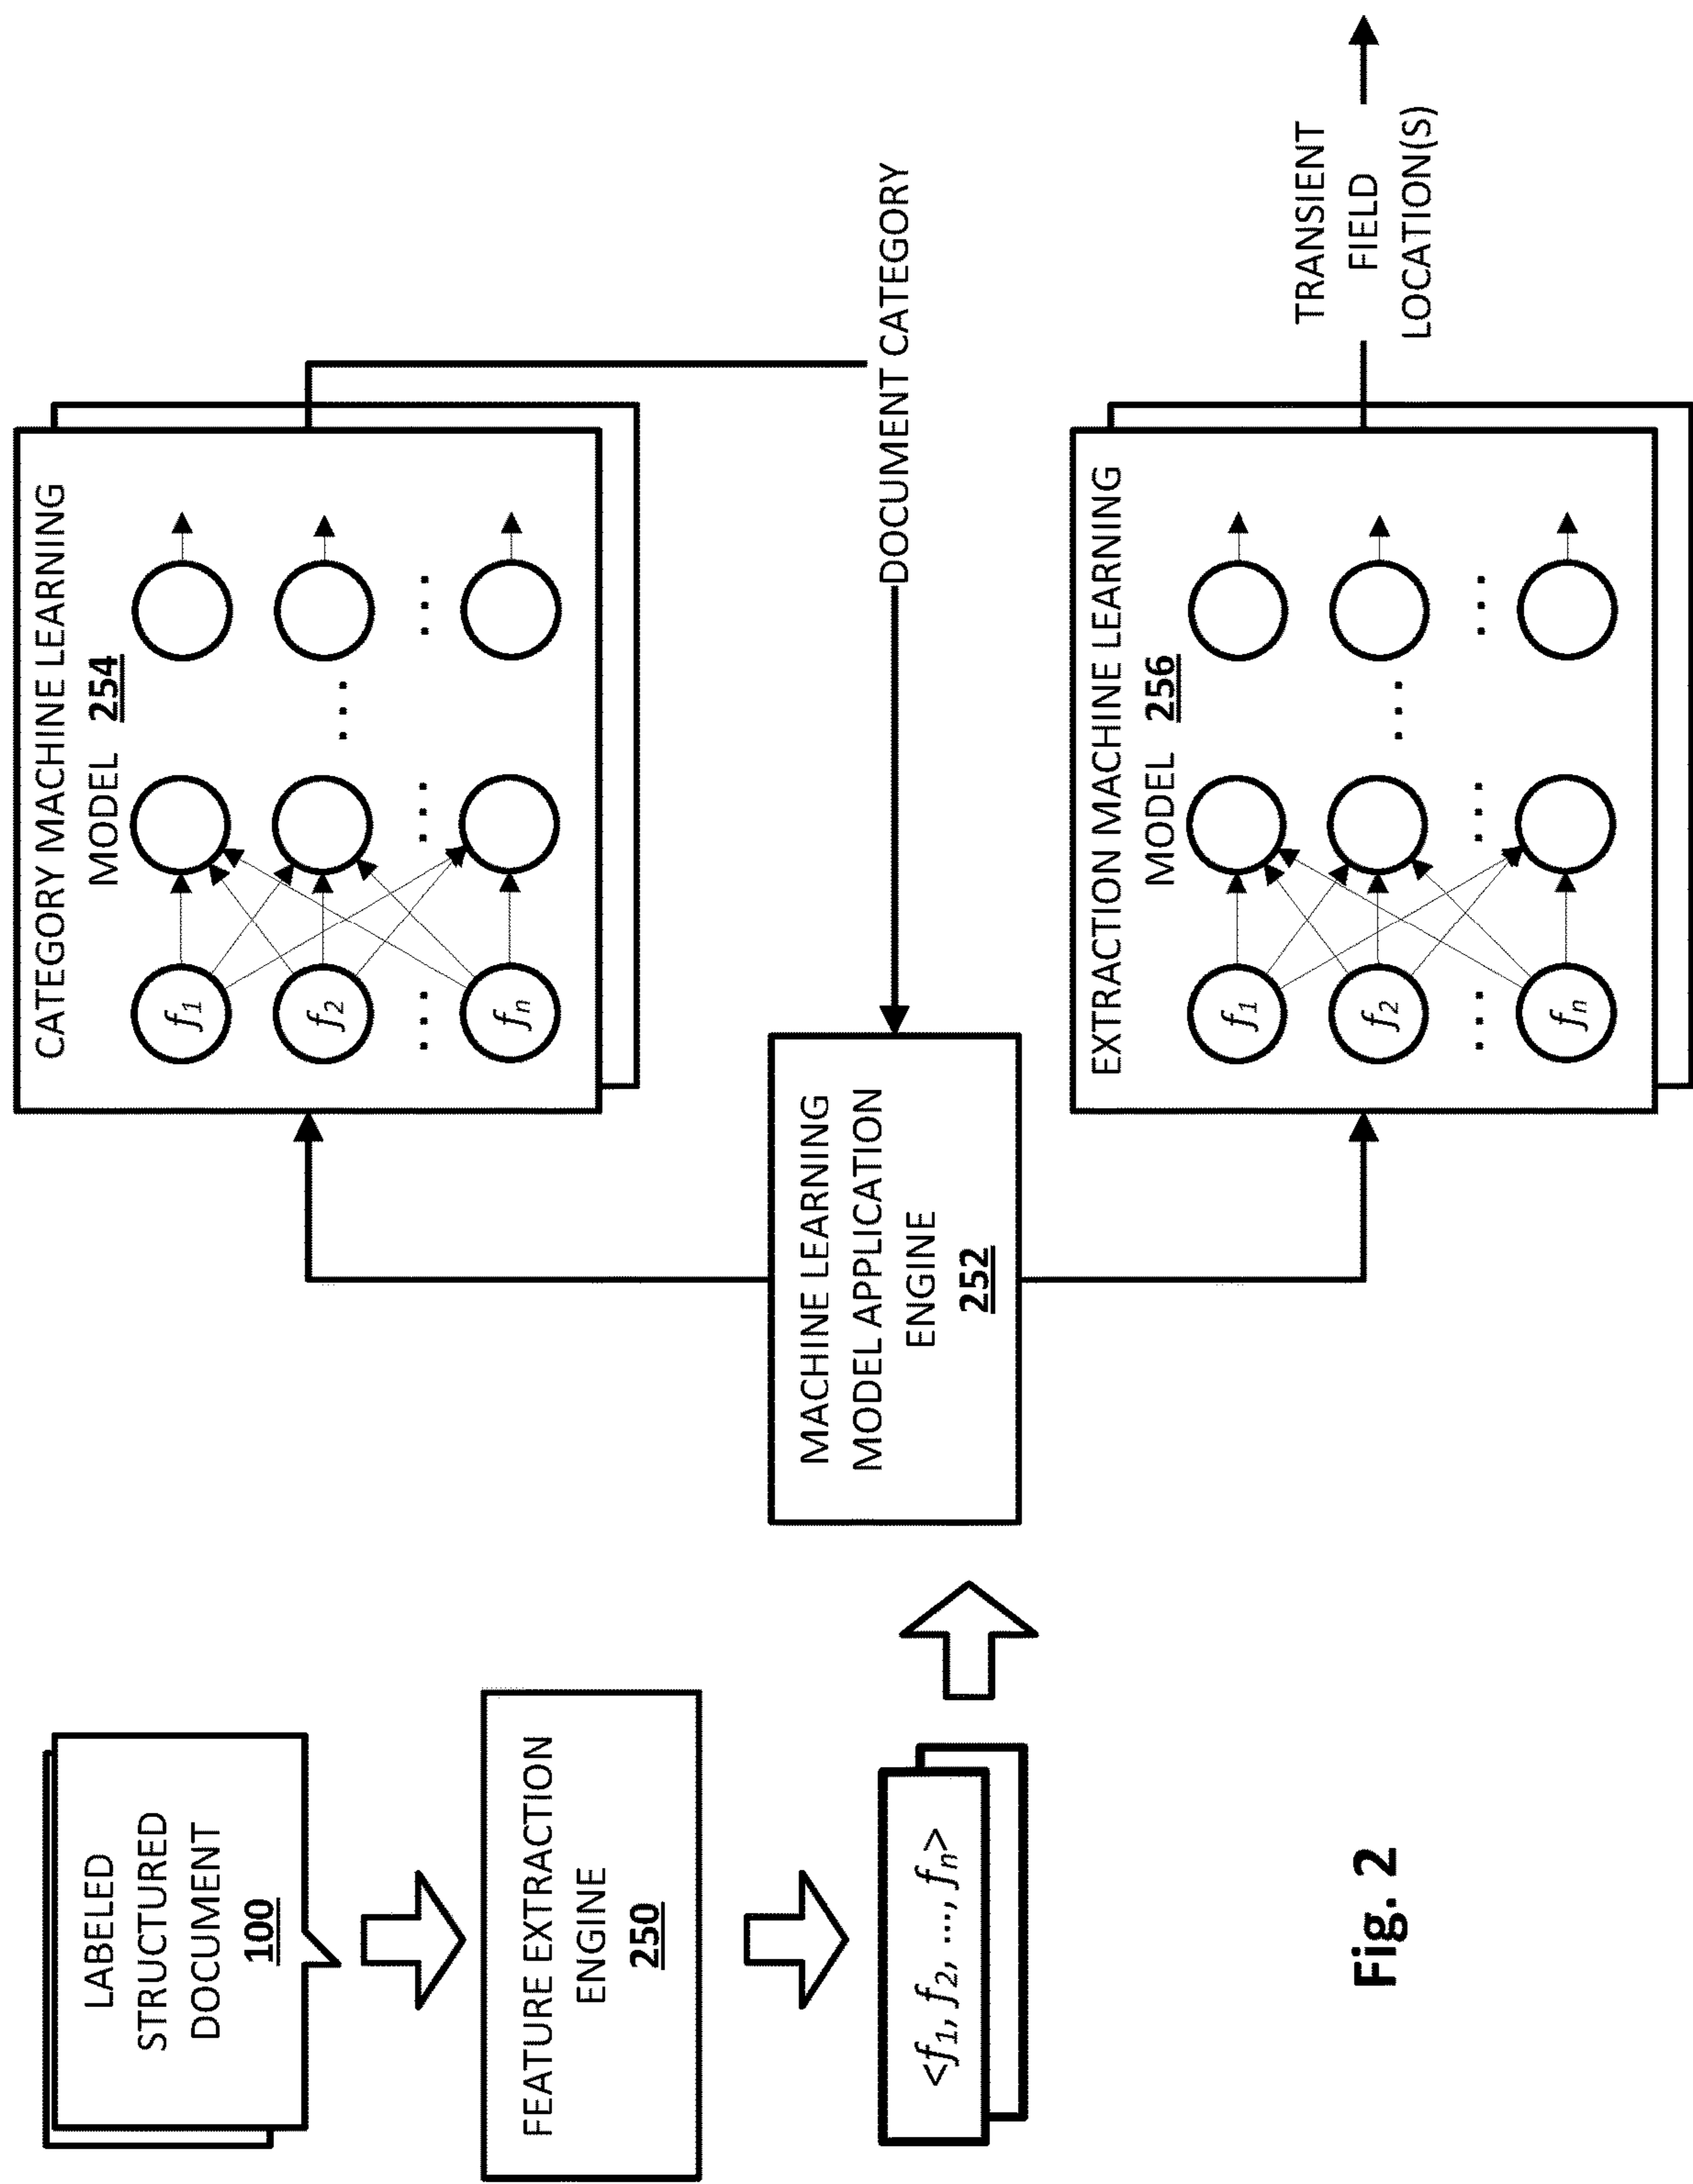 LABELED
STRUCTURED
DOCUMENT
100
FEATURE EXTRACTION
ENGINE
250
<f1, f2, ..., fn>
MACHINE LEARNING
MODEL APPLICATION
ENGINE
252
CATEGORY MACHINE LEARNING
MODEL 254
f1
f2
fn
DOCUMENT CATEGORY
EXTRACTION MACHINE LEARNING
MODEL 256
f1
f2
fn
TRANSIENT
FIELD
LOCATION(S)
Fig. 2